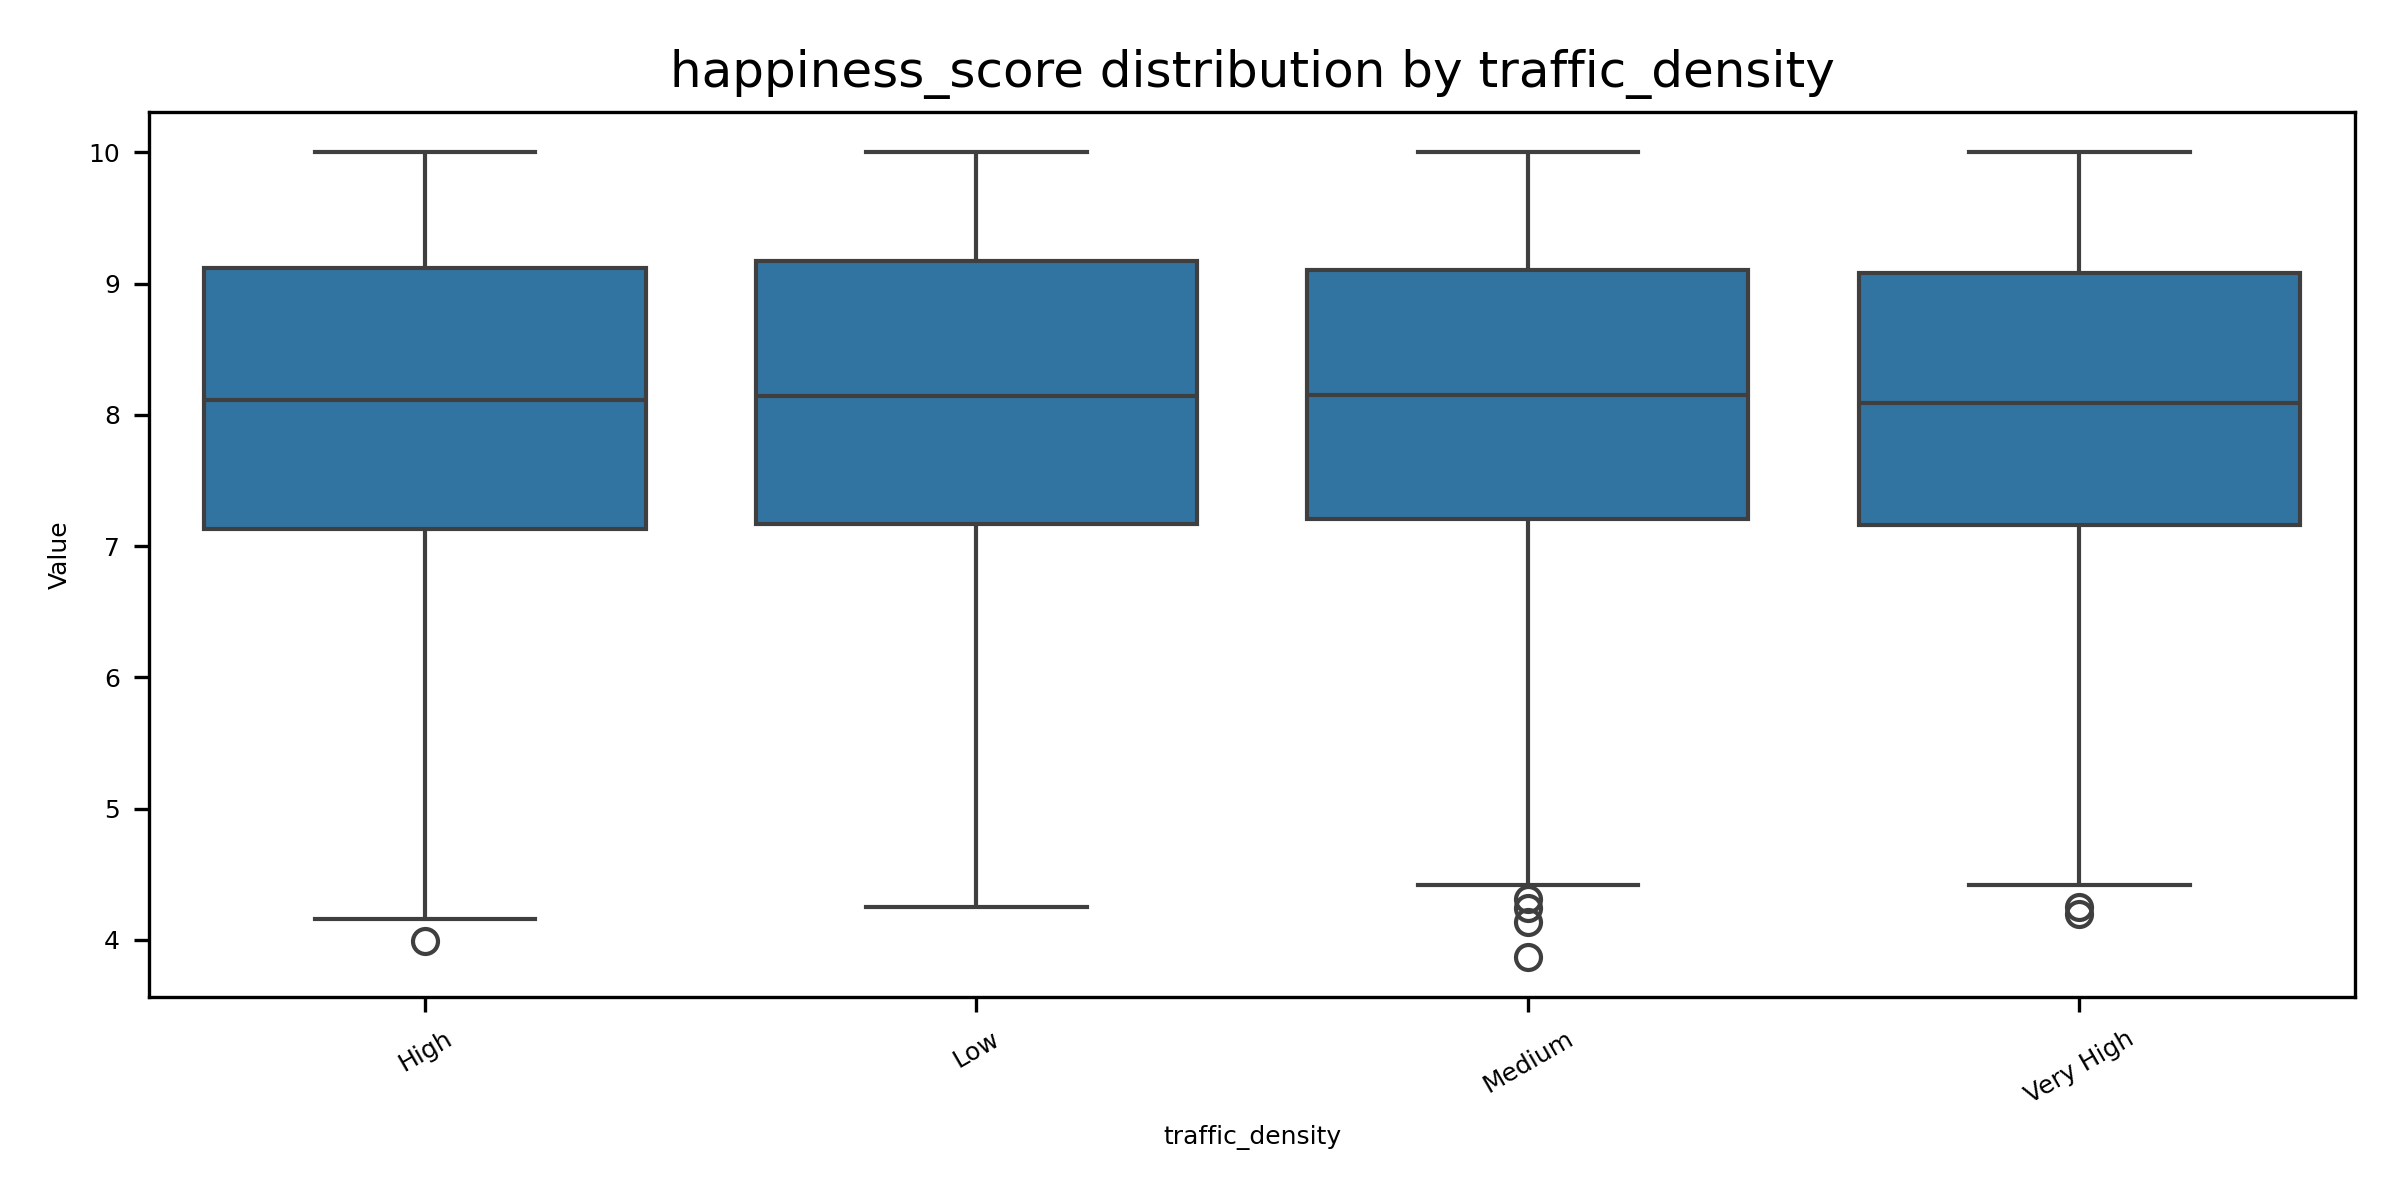 happiness_score distribution by traffic_density
Value
10
9
8
7
6
5
4
High
Low
Medium
Very High
traffic_density